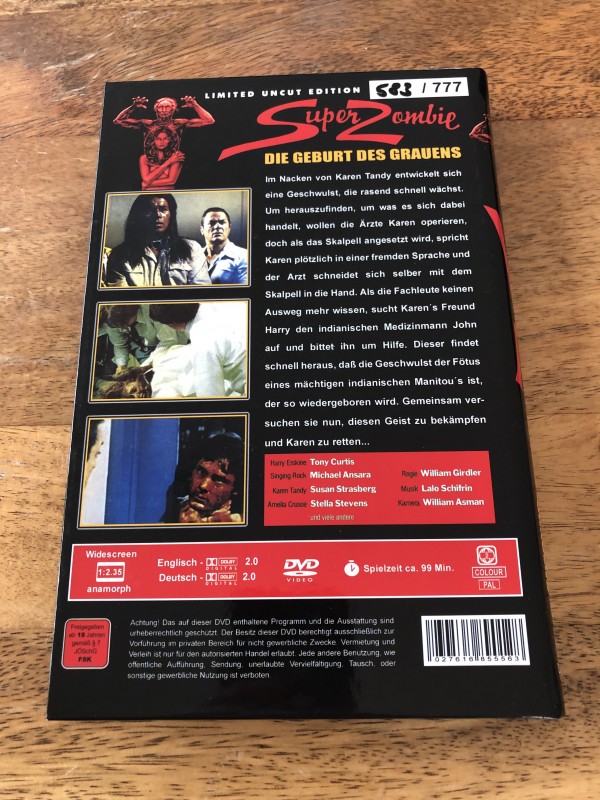 LIMITED UNCUT EDITION 583 / 777
Super Zombie
DIE GEBURT DES GRAUENS
Im Nacken von Karen Tandy entwickelt sich
eine Geschwulst, die rasend schnell wächst.
Um herauszufinden, um was es sich dabei
handelt, wollen die Ärzte Karen operieren,
doch als das Skalpell angesetzt wird, spricht
Karen plötzlich in einer fremden Sprache und
der Arzt schneidet sich selber mit dem
Skalpell in die Hand. Als die Fachleute keinen
Ausweg mehr wissen, sucht Karen´s Freund
Harry den indianischen Medizinmann John
auf und bittet ihn um Hilfe. Dieser findet
schnell heraus, daß die Geschwulst der Fötus
eines mächtigen indianischen Manitou´s ist,
der so wiedergeboren wird. Gemeinsam ver-
suchen sie nun, diesen Geist zu bekämpfen
und Karen zu retten...
Harry Erskine Tony Curtis
Singing Rock Michael Ansara Regie William Girdler
Karen Tandy Susan Strasberg Musik Lalo Schifrin
Amelia Crusoe Stella Stevens Kamera William Asman
und viele andere
Widescreen
1:2.35
anamorph
Englisch - DOLBY DIGITAL 2.0
Deutsch - DOLBY DIGITAL 2.0
DVD
VIDEO
Spielzeit ca. 99 Min.
2
COLOUR
PAL
Freigegeben
ab 18 Jahren
gemäß § 7
JÖSchG
FSK
Achtung! Das auf dieser DVD enthaltene Programm und die Ausstattung sind
urheberrechtlich geschützt. Der Besitz dieser DVD berechtigt ausschließlich zur
Vorführung im privaten Bereich für nicht gewerbliche Zwecke. Vermietung und
Verleih ist nur für den autorisierten Handel erlaubt. Jede andere Benutzung, wie
öffentliche Aufführung, Sendung, unerlaubte Vervielfältigung, Tausch, oder
sonstige gewerbliche Nutzung ist verboten.
027616855563